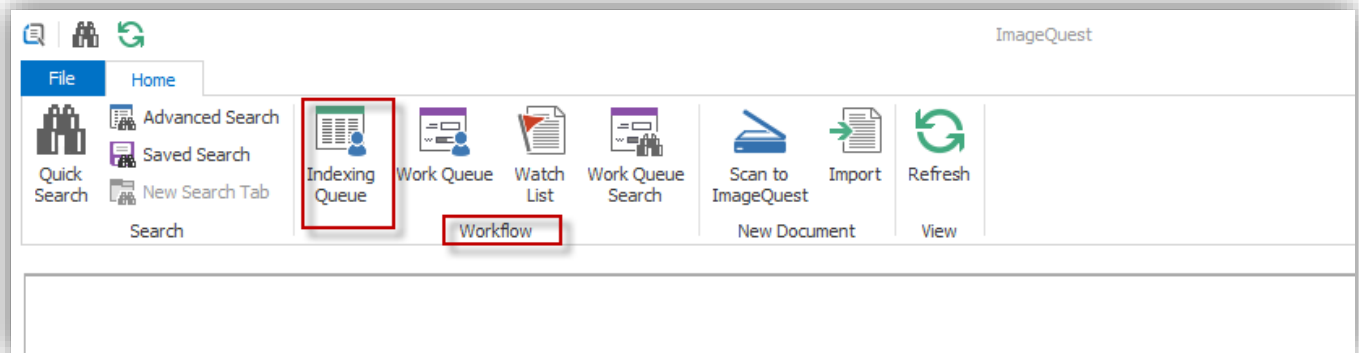 ImageQuest
File Home
Quick Search
Advanced Search
Saved Search
New Search Tab
Indexing Queue
Work Queue
Watch List
Work Queue Search
Scan to ImageQuest
Import
Refresh
Search Workflow New Document View